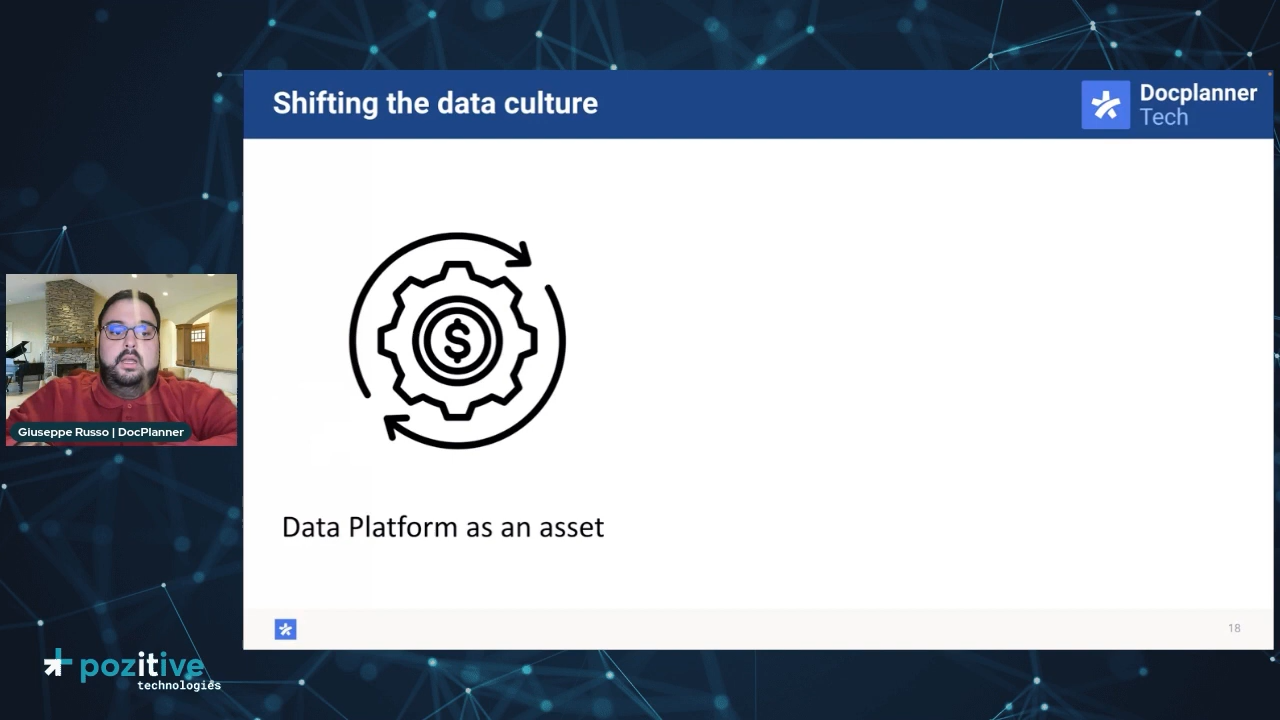 Shifting the data culture
Docplanner
Tech
$
Giuseppe Russo | DocPlanner
Data Platform as an asset
18
pozitive
technologies